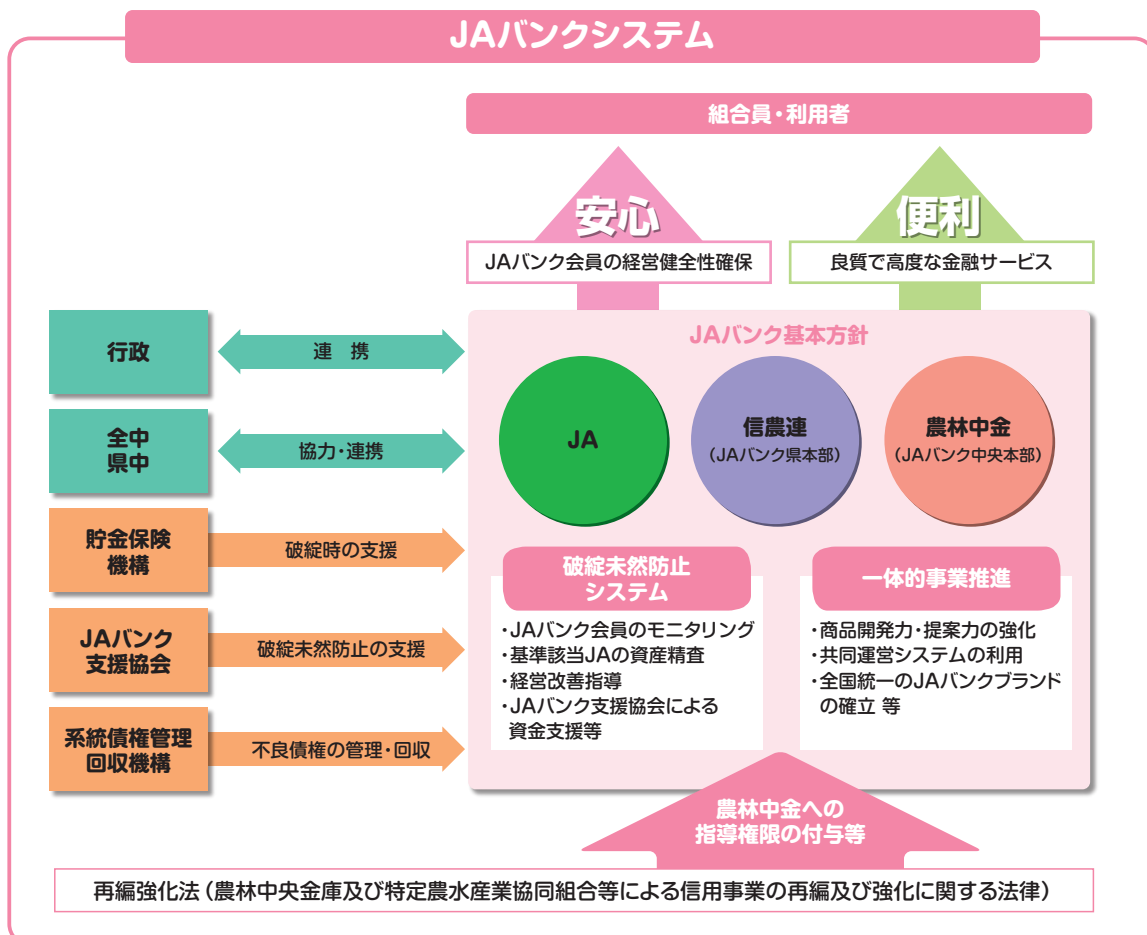 JAバンクシステム
組合員・利用者
安心
JAバンク会員の経営健全性確保
便利
良質で高度な金融サービス
行政
連　携
全中
県中
協力・連携
貯金保険
機構
破綻時の支援
JAバンク
支援協会
破綻未然防止の支援
系統債権管理
回収機構
不良債権の管理・回収
JAバンク基本方針
JA
信農連
（JAバンク県本部）
農林中金
（JAバンク中央本部）
破綻未然防止
システム
・JAバンク会員のモニタリング
・基準該当JAの資産精査
・経営改善指導
・JAバンク支援協会による
資金支援等
一体的事業推進
・商品開発力・提案力の強化
・共同運営システムの利用
・全国統一のJAバンクブランド
の確立 等
農林中金への
指導権限の付与等
再編強化法（農林中央金庫及び特定農水産業協同組合等による信用事業の再編及び強化に関する法律）